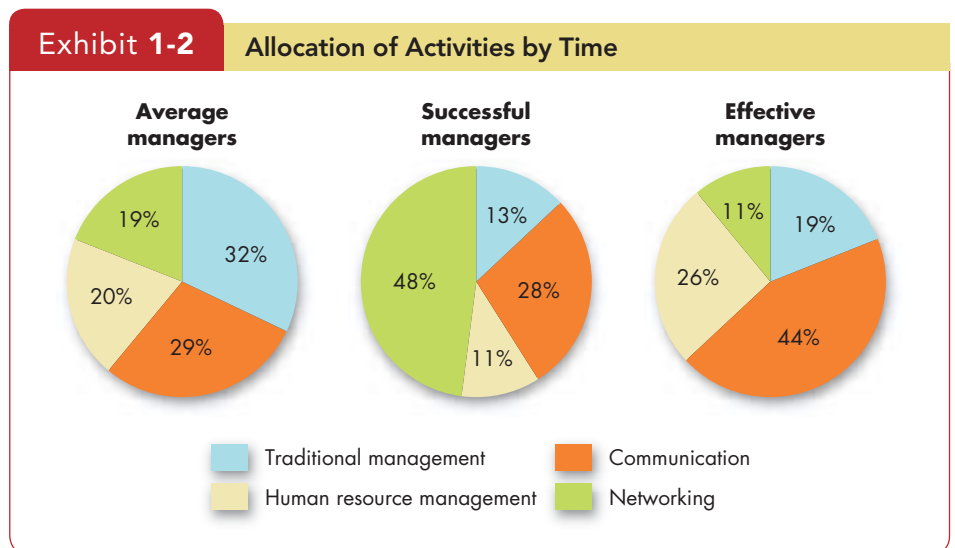 Exhibit 1-2
Allocation of Activities by Time
Average
managers
Successful
managers
Effective
managers
19%
32%
20%
29%
13%
48%
28%
11%
11%
19%
26%
44%
Traditional management
Communication
Human resource management
Networking